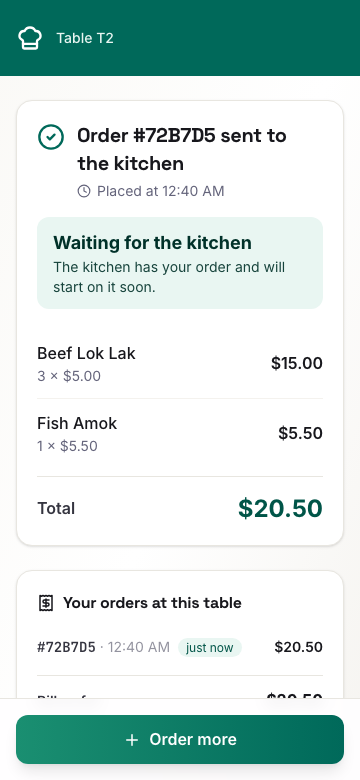 Table T2
Order #72B7D5 sent to
the kitchen
Placed at 12:40 AM
Waiting for the kitchen
The kitchen has your order and will
start on it soon.
Beef Lok Lak
$15.00
3 × $5.00
Fish Amok
$5.50
1 × $5.50
Total $20.50
Your orders at this table
#72B7D5 · 12:40 AM just now $20.50
$20.50
+ Order more